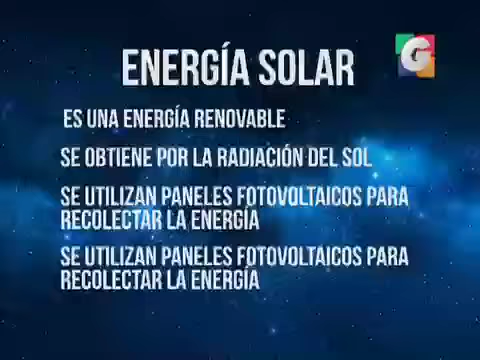 ENERGÍA SOLAR
G
ES UNA ENERGÍA RENOVABLE
SE OBTIENE POR LA RADIACIÓN DEL SOL
SE UTILIZAN PANELES FOTOVOLTAICOS PARA
RECOLECTAR LA ENERGÍA
SE UTILIZAN PANELES FOTOVOLTAICOS PARA
RECOLECTAR LA ENERGÍA